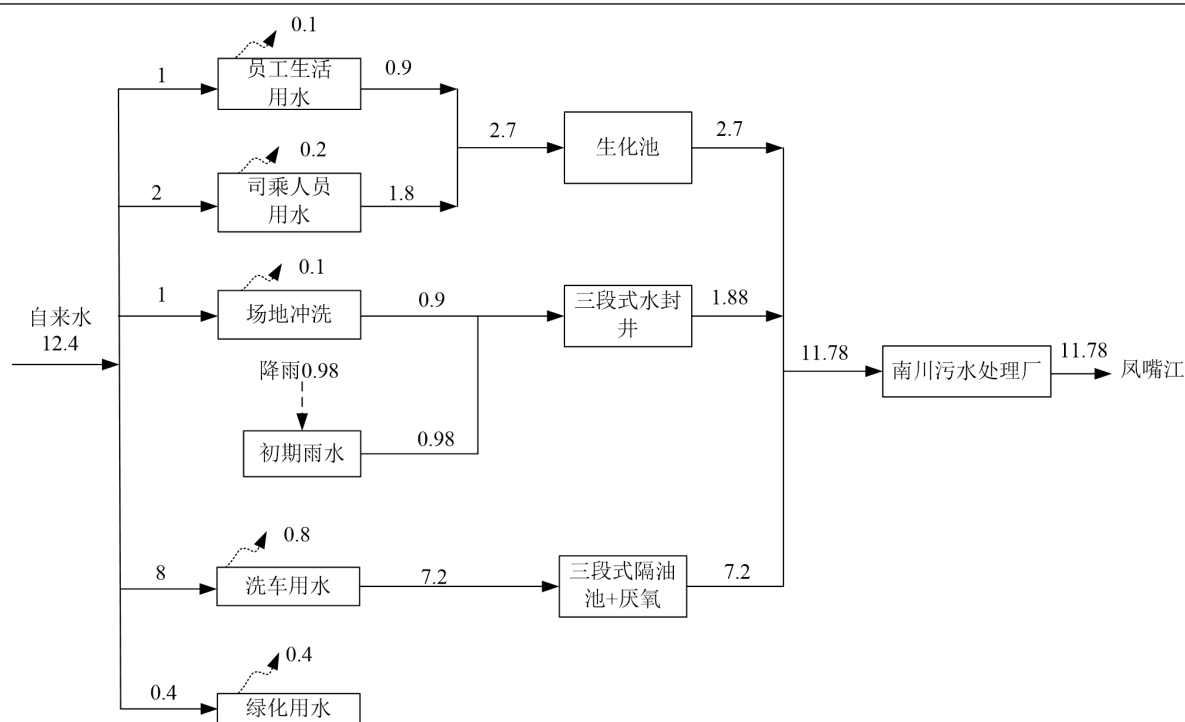 0.1
1
员工生活
用水
0.9
2.7
生化池
2.7
0.2
2
司乘人员
用水
1.8
0.1
1
场地冲洗
0.9
三段式水封
井
1.88
自来水
12.4
降雨0.98
初期雨水
0.98
11.78
南川污水处理厂
11.78
凤嘴江
0.8
8
洗车用水
7.2
三段式隔油
池+厌氧
7.2
0.4
0.4
绿化用水